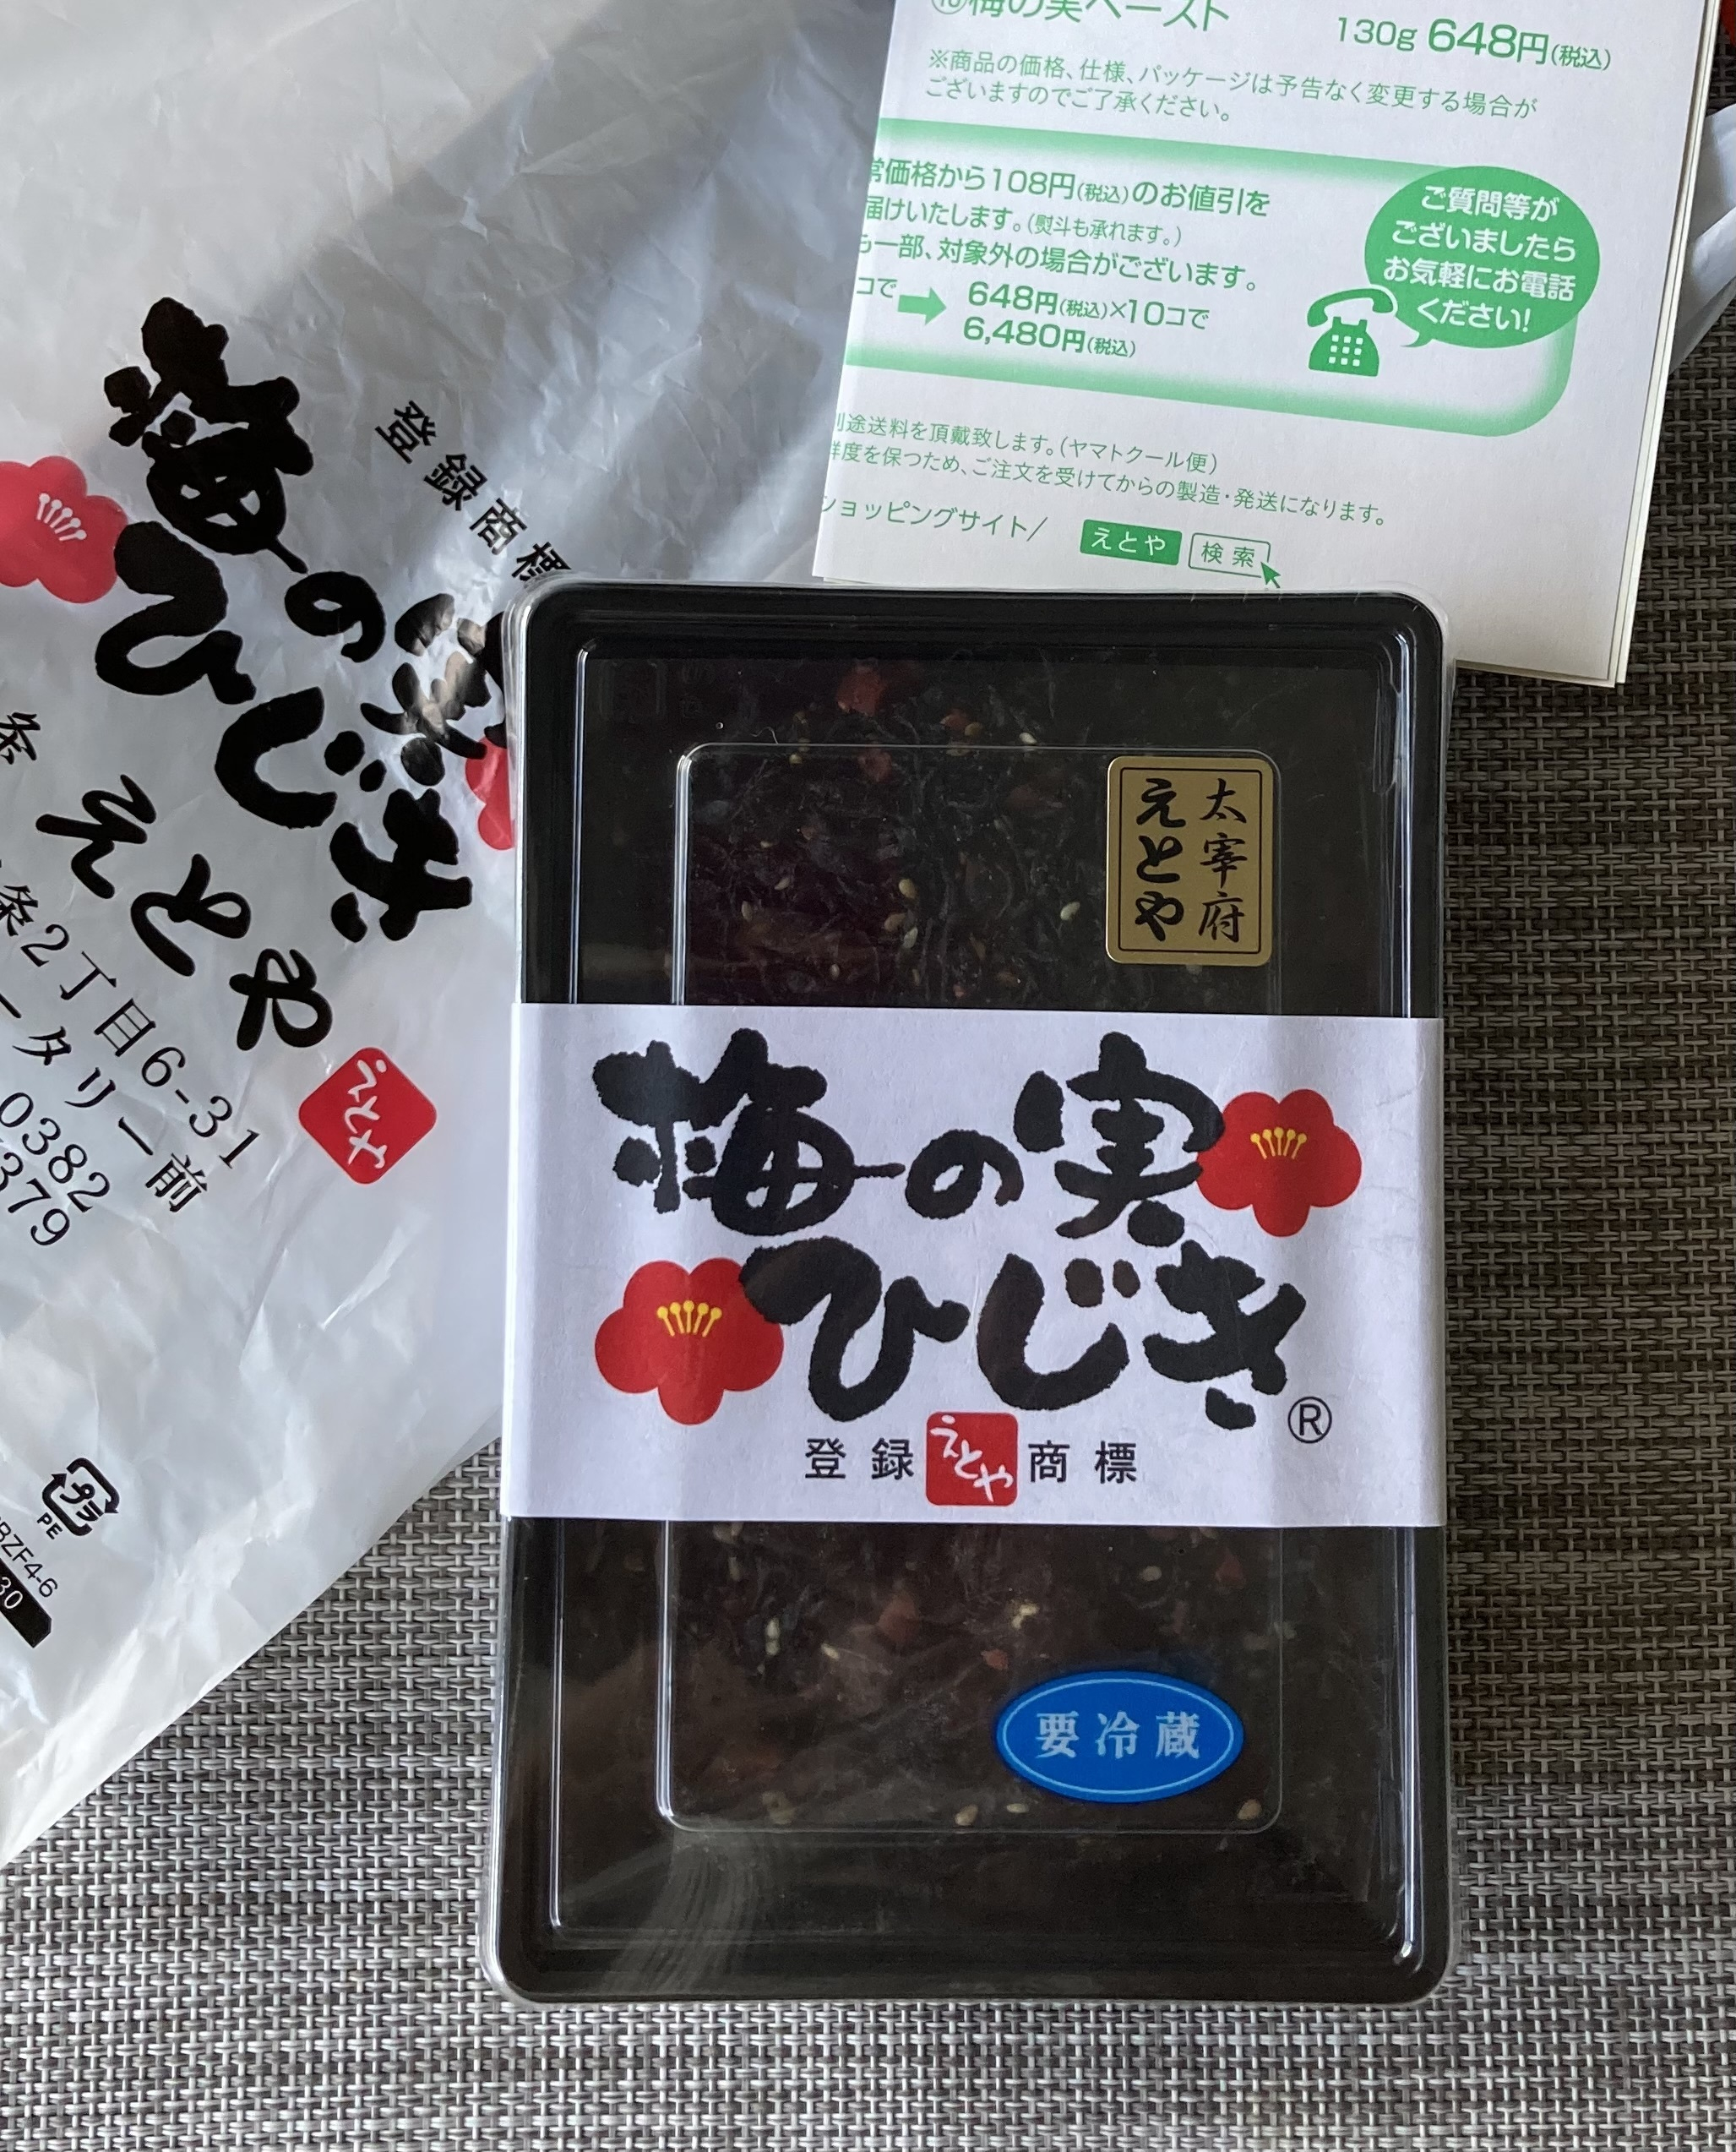 梅の実ペースト 130g 648円(税込)
※商品の価格、仕様、パッケージは予告なく変更する場合が
ございますのでご了承ください。
常価格から108円(税込)のお値引を
届けいたします。(熨斗も承れます。)
も一部、対象外の場合がございます。
コで 648円(税込)×10コで
6,480円(税込)
ご質問等が
ございましたら
お気軽にお電話
ください!
別途送料を頂戴致します。(ヤマトクール便)
鮮度を保つため、ご注文を受けてからの製造・発送になります。
ショッピングサイト/ えとや 検索
登録商標
梅の実
ひじき
条 えとや
条2丁目6-31
ータリー前
0382
379
えとや
プラ
PE
BZF4-6
30
太宰府
えとや
梅の実
ひじき®
登録 えとや 商標
要冷蔵